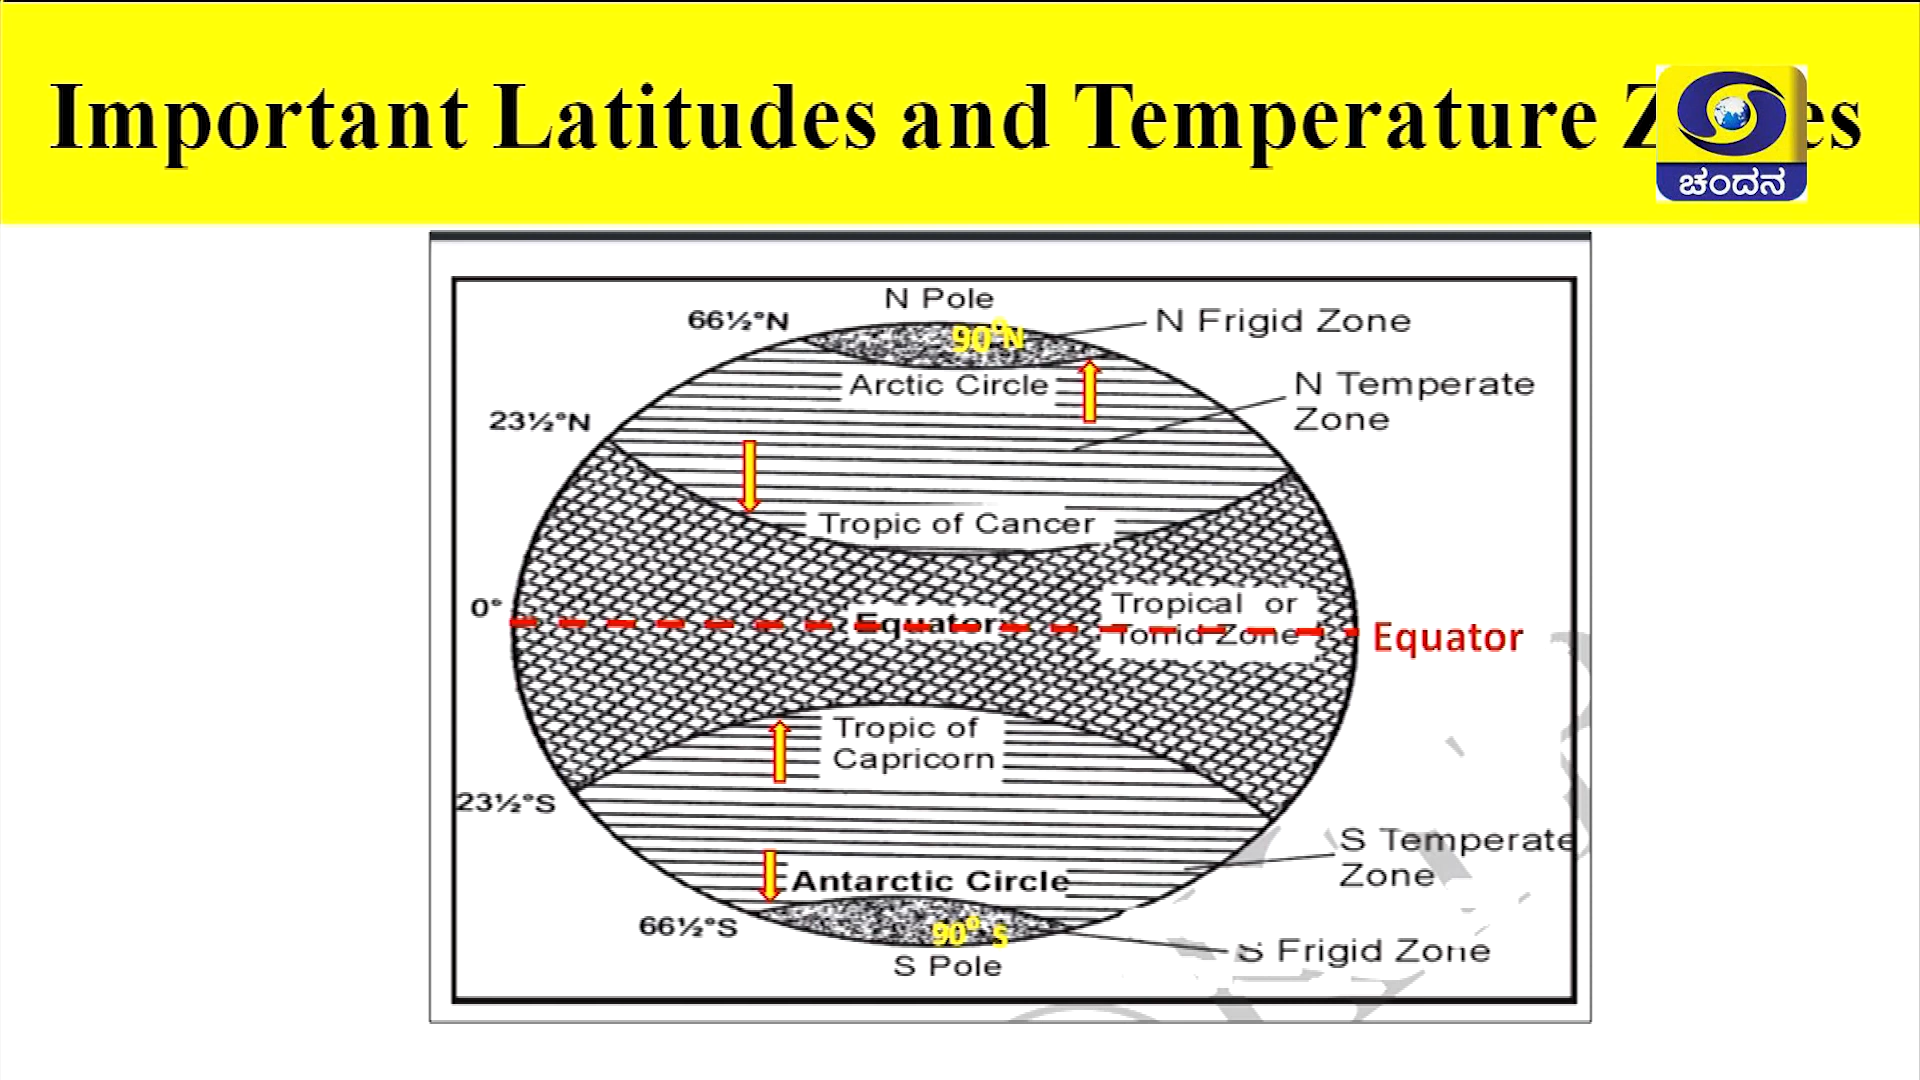 Important Latitudes and Temperature Z es
ಚಂದನ
N Pole
66½°N
90⁰N
N Frigid Zone
Arctic Circle
N Temperate
Zone
23½°N
Tropic of Cancer
0°
Equator
Tropical or
Torrid Zone
Equator
Tropic of
Capricorn
23½°S
S Temperate
Zone
Antarctic Circle
66½°S
90⁰ S
S Frigid Zone
S Pole